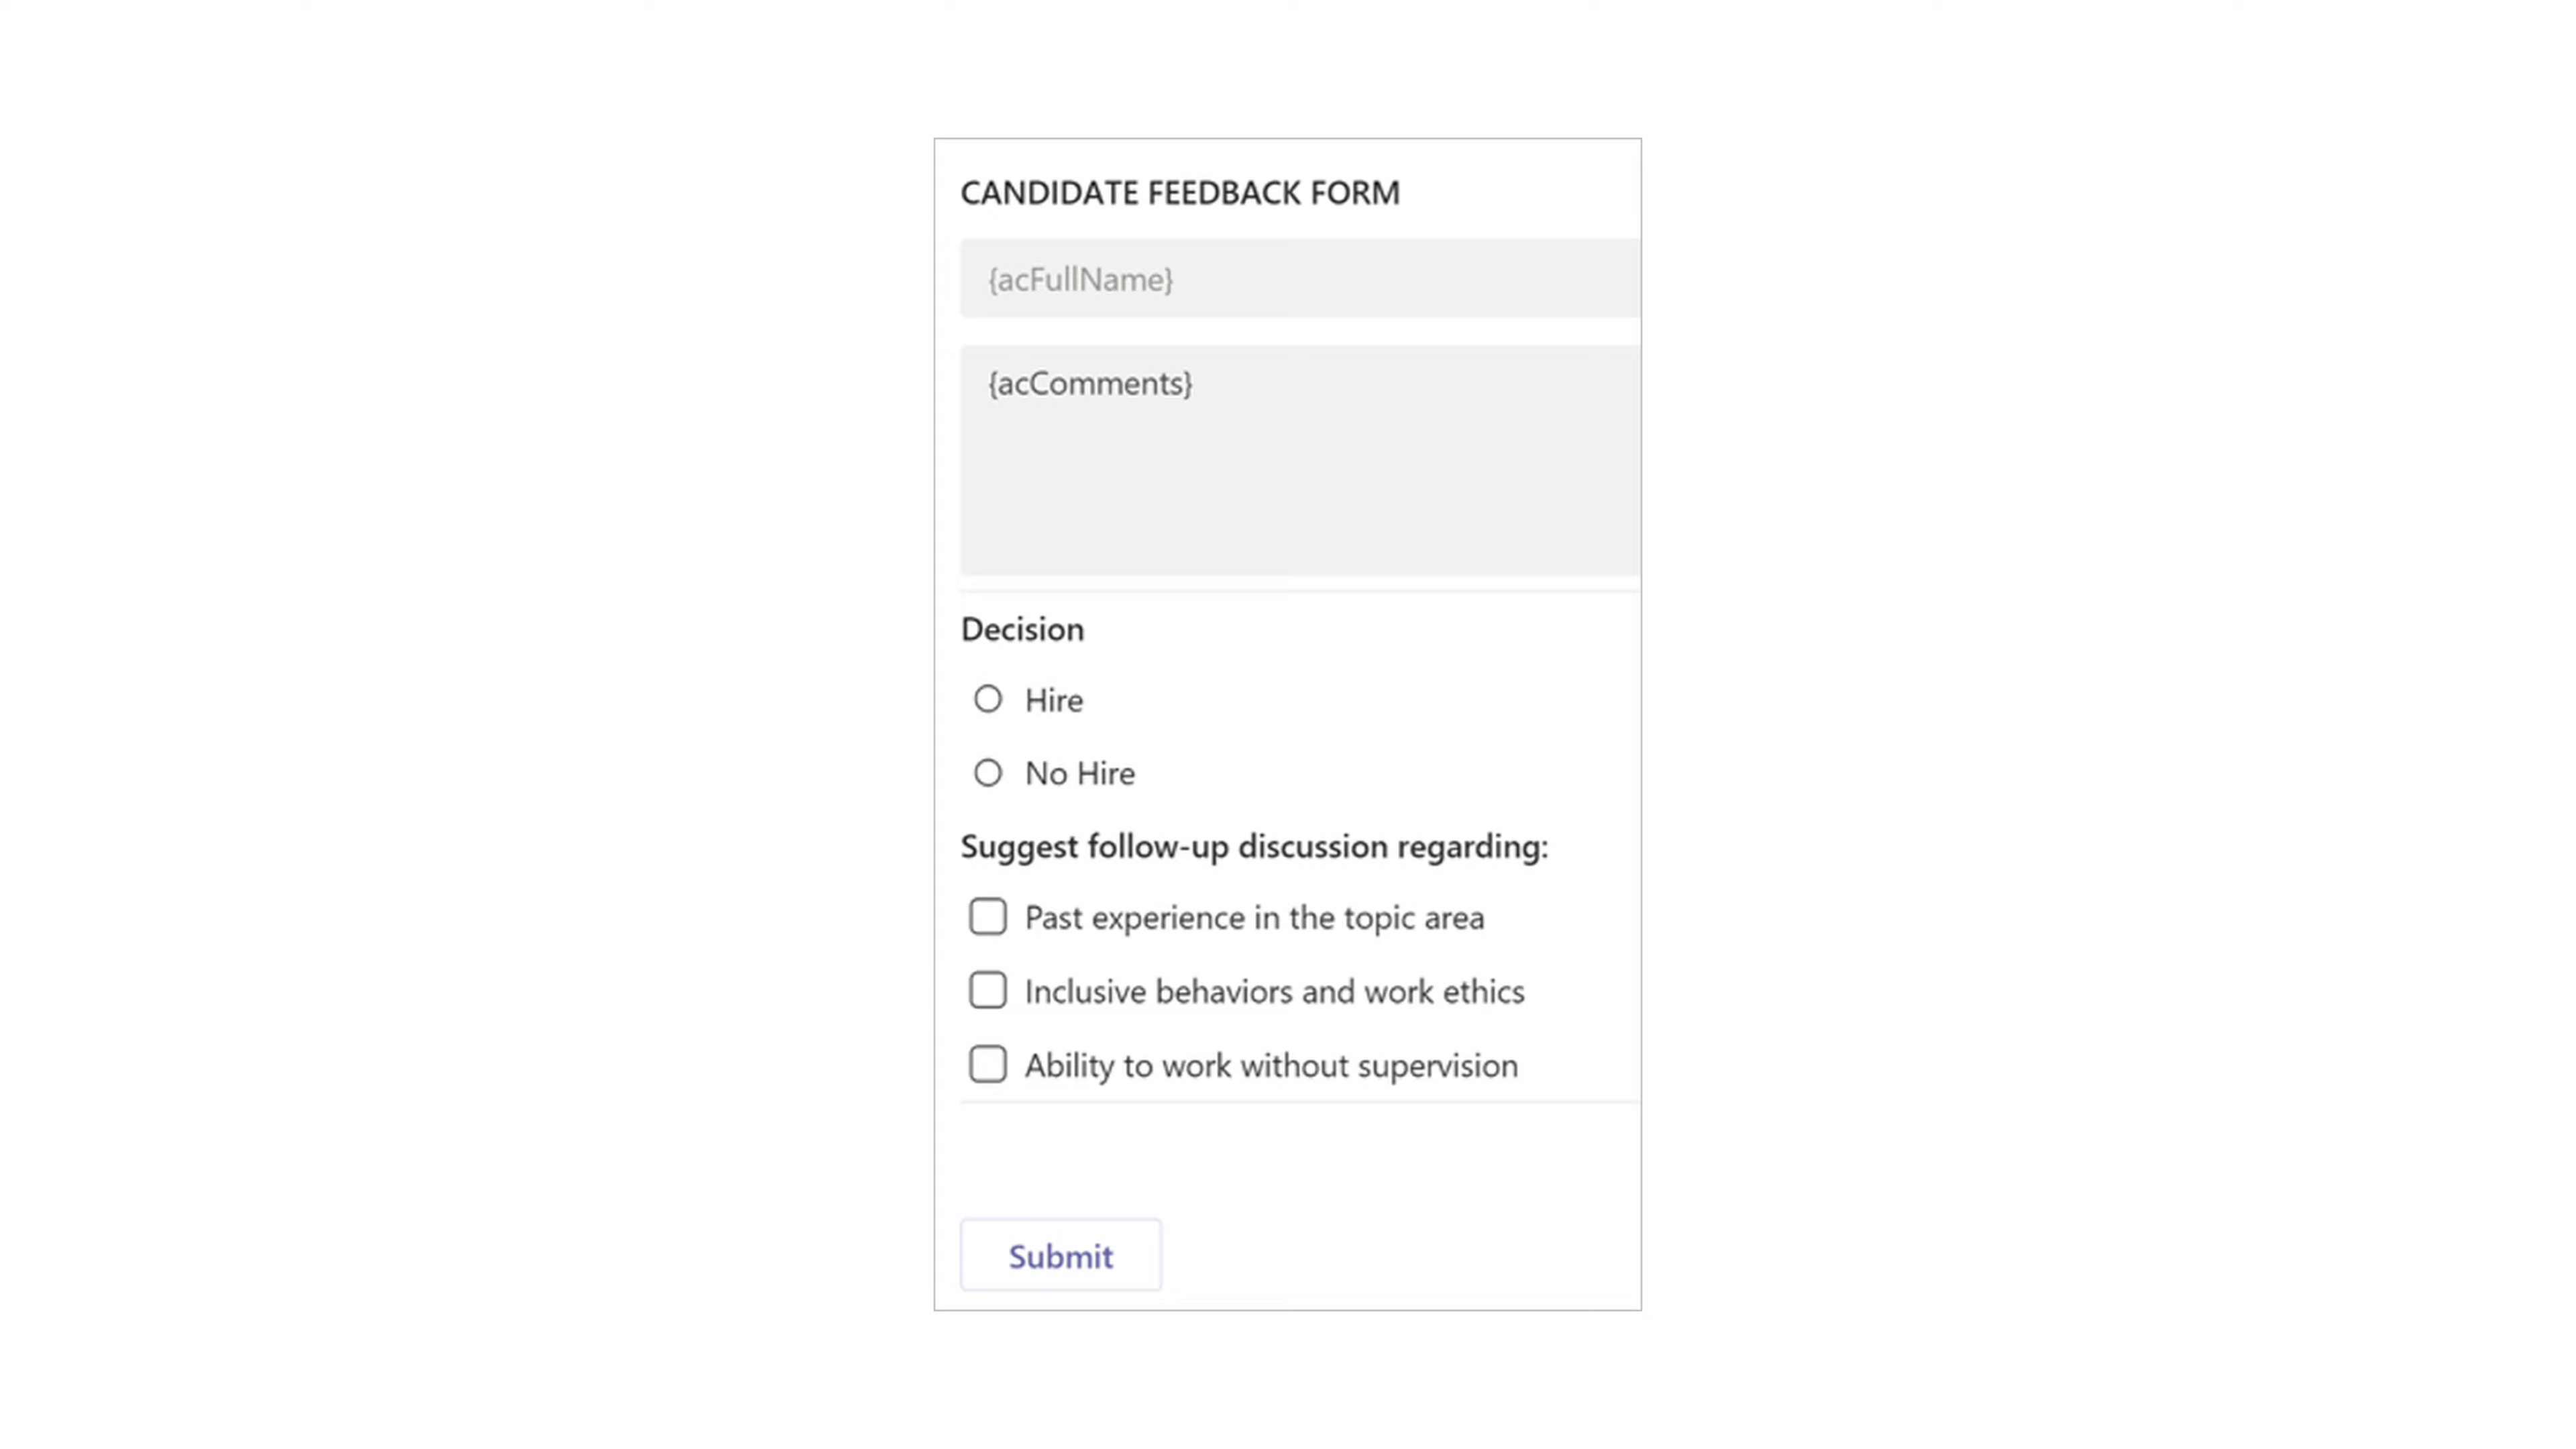 CANDIDATE FEEDBACK FORM
{acFullName}
{acComments}
Decision
Hire
No Hire
Suggest follow-up discussion regarding:
Past experience in the topic area
Inclusive behaviors and work ethics
Ability to work without supervision
Submit